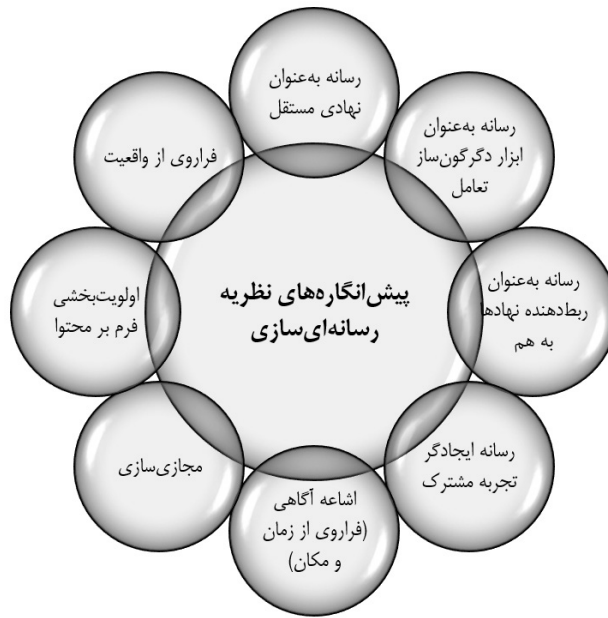 رسانه به‌عنوان
نهادی مستقل
رسانه به‌عنوان
ابزار دگرگون‌ساز
تعامل
رسانه به‌عنوان
ربط‌دهنده نهادها
به هم
رسانه ایجادگر
تجربه مشترک
اشاعه آگاهی
(فراروی از زمان
و مکان)
مجازی‌سازی
اولویت‌بخشی
فرم بر محتوا
فراروی از واقعیت
پیش‌انگاره‌های نظریه
رسانه‌ای‌سازی